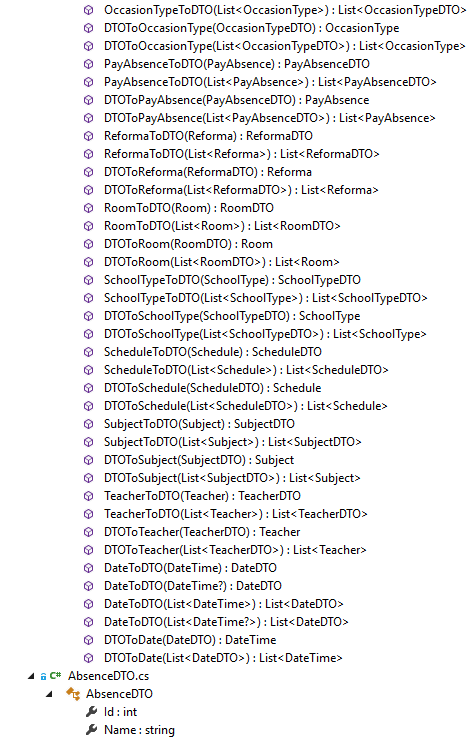 OccasionTypeToDTO(List<OccasionType>) : List<OccasionTypeDTO>
DTOToOccasionType(OccasionTypeDTO) : OccasionType
DTOToOccasionType(List<OccasionTypeDTO>) : List<OccasionType>
PayAbsenceToDTO(PayAbsence) : PayAbsenceDTO
PayAbsenceToDTO(List<PayAbsence>) : List<PayAbsenceDTO>
DTOToPayAbsence(PayAbsenceDTO) : PayAbsence
DTOToPayAbsence(List<PayAbsenceDTO>) : List<PayAbsence>
ReformaToDTO(Reforma) : ReformaDTO
ReformaToDTO(List<Reforma>) : List<ReformaDTO>
DTOToReforma(ReformaDTO) : Reforma
DTOToReforma(List<ReformaDTO>) : List<Reforma>
RoomToDTO(Room) : RoomDTO
RoomToDTO(List<Room>) : List<RoomDTO>
DTOToRoom(RoomDTO) : Room
DTOToRoom(List<RoomDTO>) : List<Room>
SchoolTypeToDTO(SchoolType) : SchoolTypeDTO
SchoolTypeToDTO(List<SchoolType>) : List<SchoolTypeDTO>
DTOToSchoolType(SchoolTypeDTO) : SchoolType
DTOToSchoolType(List<SchoolTypeDTO>) : List<SchoolType>
ScheduleToDTO(Schedule) : ScheduleDTO
ScheduleToDTO(List<Schedule>) : List<ScheduleDTO>
DTOToSchedule(ScheduleDTO) : Schedule
DTOToSchedule(List<ScheduleDTO>) : List<Schedule>
SubjectToDTO(Subject) : SubjectDTO
SubjectToDTO(List<Subject>) : List<SubjectDTO>
DTOToSubject(SubjectDTO) : Subject
DTOToSubject(List<SubjectDTO>) : List<Subject>
TeacherToDTO(Teacher) : TeacherDTO
TeacherToDTO(List<Teacher>) : List<TeacherDTO>
DTOToTeacher(TeacherDTO) : Teacher
DTOToTeacher(List<TeacherDTO>) : List<Teacher>
DateToDTO(DateTime) : DateDTO
DateToDTO(DateTime?) : DateDTO
DateToDTO(List<DateTime>) : List<DateDTO>
DateToDTO(List<DateTime?>) : List<DateDTO>
DTOToDate(DateDTO) : DateTime
DTOToDate(List<DateDTO>) : List<DateTime>
C# AbsenceDTO.cs
AbsenceDTO
Id : int
Name : string